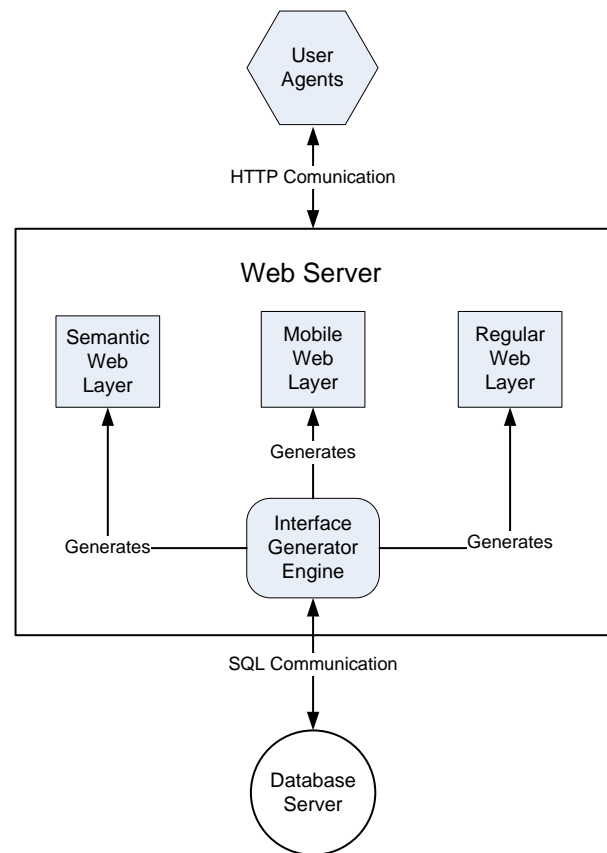 User
Agents
HTTP Comunication
Web Server
Semantic
Web
Layer
Mobile
Web
Layer
Regular
Web
Layer
Generates
Generates
Interface
Generator
Engine
Generates
SQL Communication
Database
Server